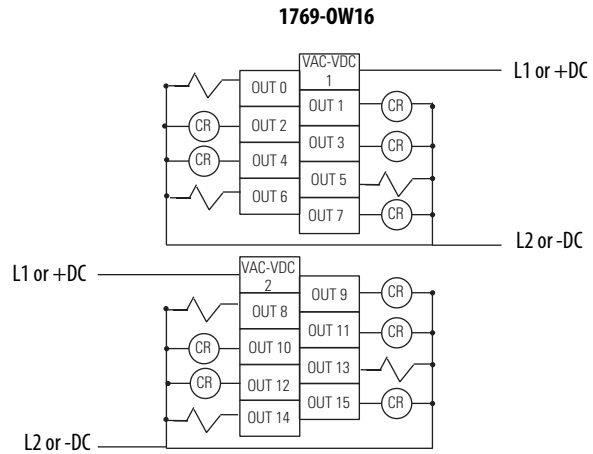 1769-OW16
VAC-VDC
1
L1 or +DC
OUT 0
OUT 1
CR
CR
OUT 2
OUT 3
CR
CR
OUT 4
OUT 5
OUT 6
OUT 7
CR
L2 or -DC
L1 or +DC
VAC-VDC
2
OUT 8
OUT 9
CR
CR
OUT 10
OUT 11
CR
CR
OUT 12
OUT 13
OUT 14
OUT 15
CR
L2 or -DC